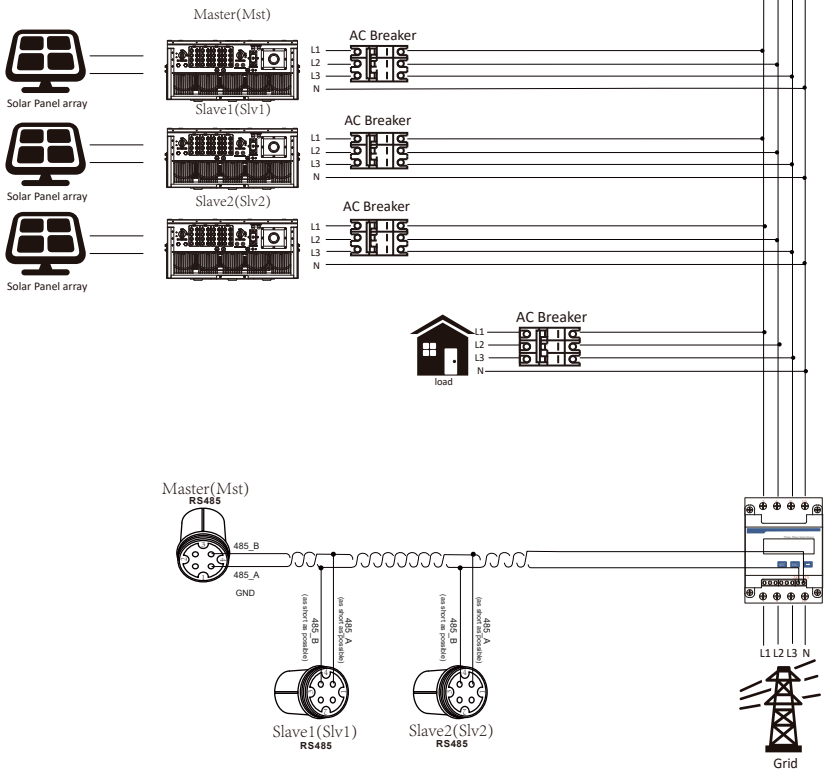 Master(Mst)
AC Breaker
L1
L2
L3
N
Solar Panel array
Slave1(Slv1)
AC Breaker
L1
L2
L3
N
Solar Panel array
Slave2(Slv2)
AC Breaker
L1
L2
L3
N
Solar Panel array
AC Breaker
L1
L2
L3
N
load
Master(Mst)
RS485
485_B
485_A
GND
485_B
(as short as possible)
485_A
(as short as possible)
485_B
(as short as possible)
485_A
(as short as possible)
Slave1(Slv1)
RS485
Slave2(Slv2)
RS485
L1 L2 L3 N
Grid